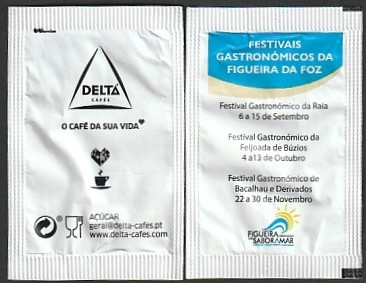 DELTA
CAFÉS
O CAFÉ DA SUA VIDA
AÇÚCAR
geral@delta-cafes.pt
www.delta-cafes.com
FESTIVAIS
GASTRONÓMICOS DA
FIGUEIRA DA FOZ
Festival Gastronómico da Raia
6 a 15 de Setembro
Festival Gastronómico da
Feijoada de Búzios
4 a 13 de Outubro
Festival Gastronómico de
Bacalhau e Derivados
22 a 30 de Novembro
FIGUEIRA
SABOR A MAR